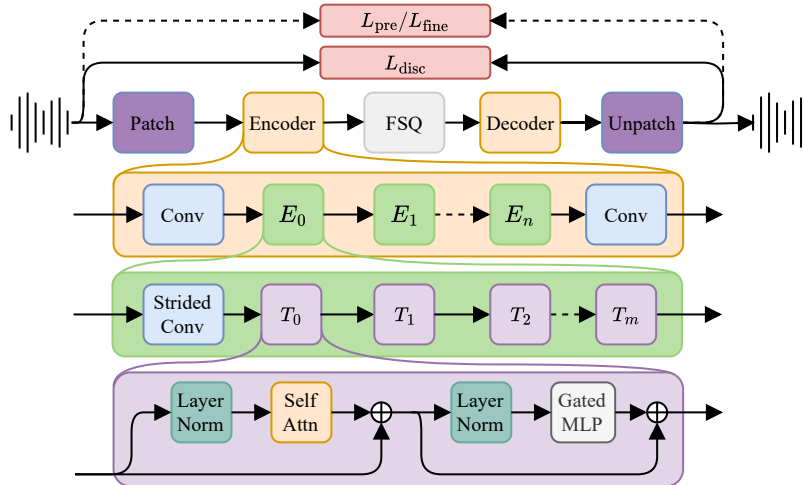 L_pre/L_fine
L_disc
Patch
Encoder
FSQ
Decoder
Unpatch
Conv
E_0
E_1
E_n
Conv
Strided
Conv
T_0
T_1
T_2
T_m
Layer
Norm
Self
Attn
Layer
Norm
Gated
MLP